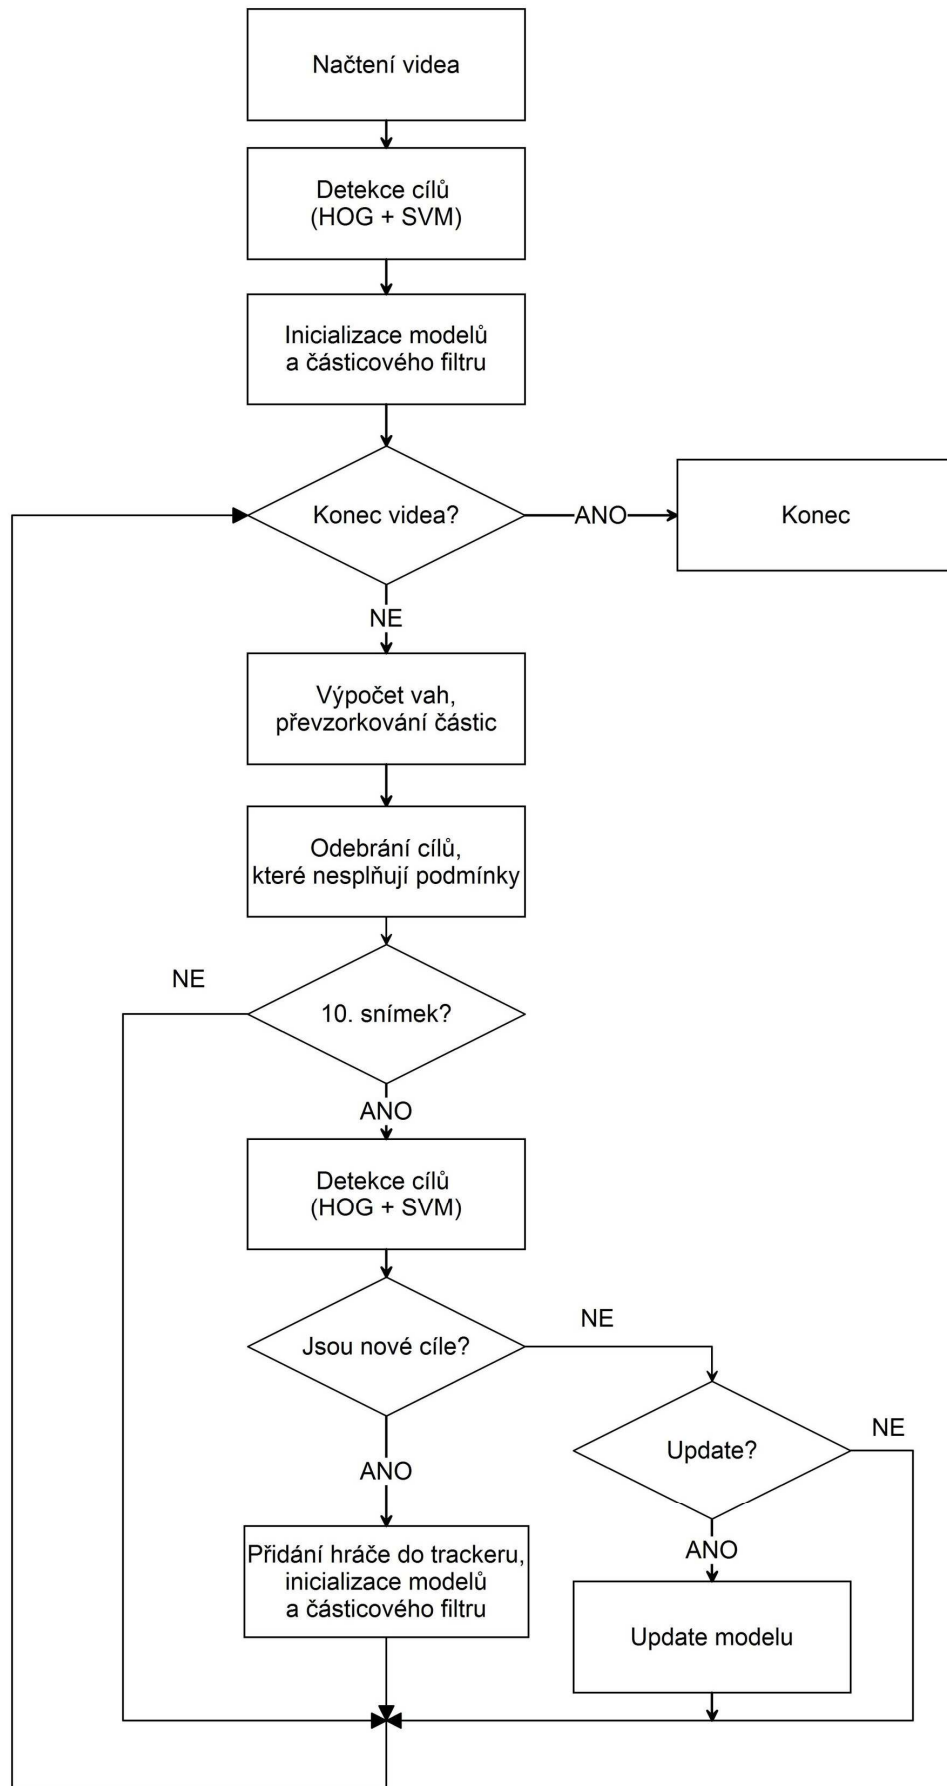 Načtení videa
Detekce cílů
(HOG + SVM)
Inicializace modelů
a částicového filtru
Konec videa?
ANO
Konec
NE
Výpočet vah,
převzorkování částic
Odebrání cílů,
které nesplňují podmínky
NE
10. snímek?
ANO
Detekce cílů
(HOG + SVM)
Jsou nové cíle?
NE
Update?
NE
ANO
ANO
Přidání hráče do trackeru,
inicializace modelů
a částicového filtru
Update modelu